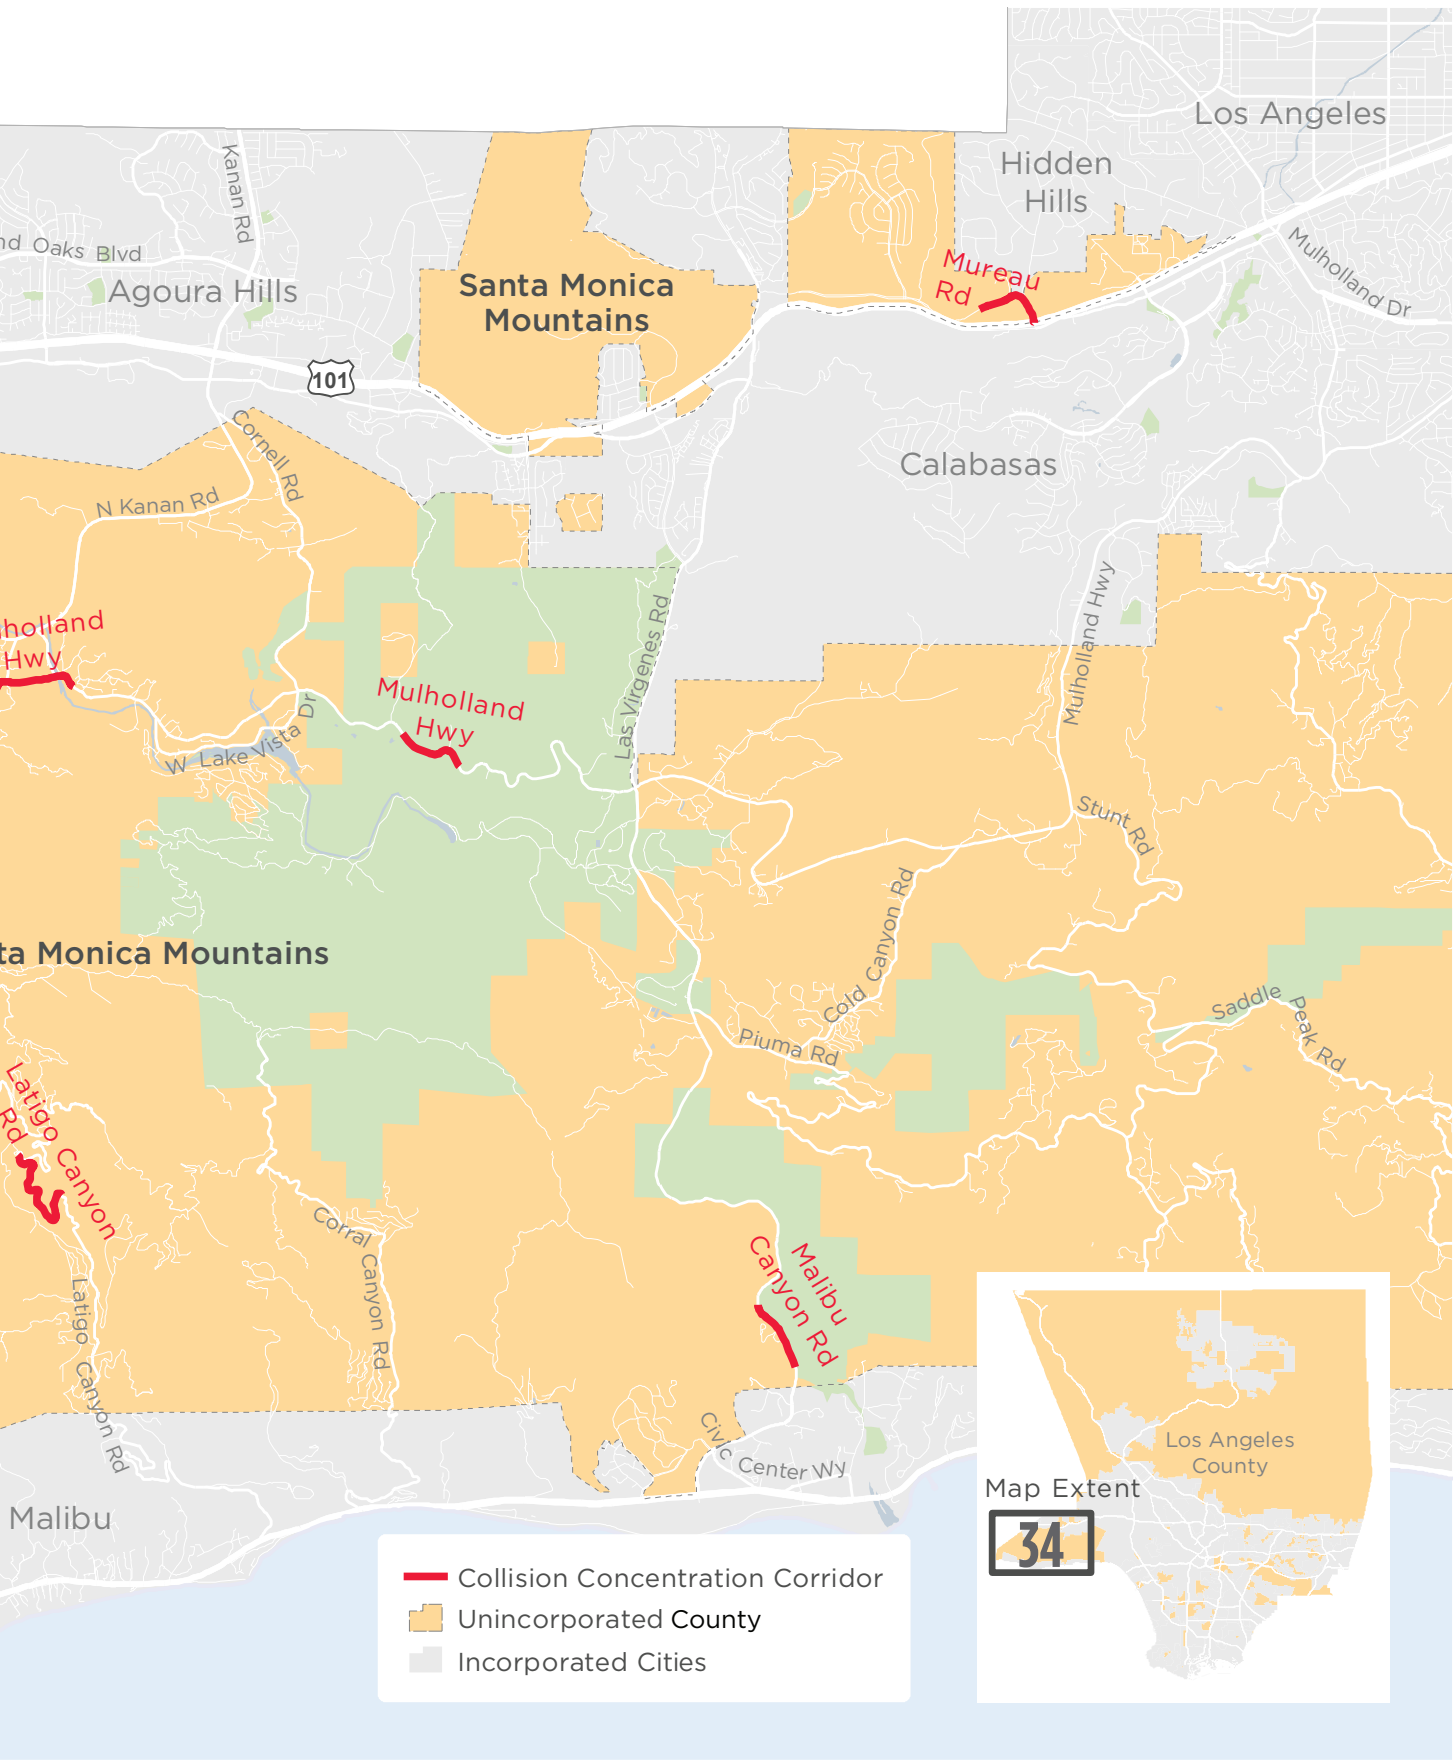 Los Angeles
Hidden
Hills
Kanan Rd
nd Oaks Blvd
Agoura Hills
Santa Monica
Mountains
Mureau
Rd
Mulholland Dr
101
Cornell Rd
N Kanan Rd
Calabasas
Mulholland Hwy
lholland
Hwy
Las Virgenes Rd
Mulholland
Hwy
W Lake Vista Dr
Stunt Rd
Cold Canyon Rd
ta Monica Mountains
Saddle Peak Rd
Piuma Rd
Latigo Canyon
Rd
Corral Canyon Rd
Malibu
Canyon Rd
Latigo Canyon Rd
Civic Center Wy
Malibu
Los Angeles
County
Map Extent
34
Collision Concentration Corridor
Unincorporated County
Incorporated Cities